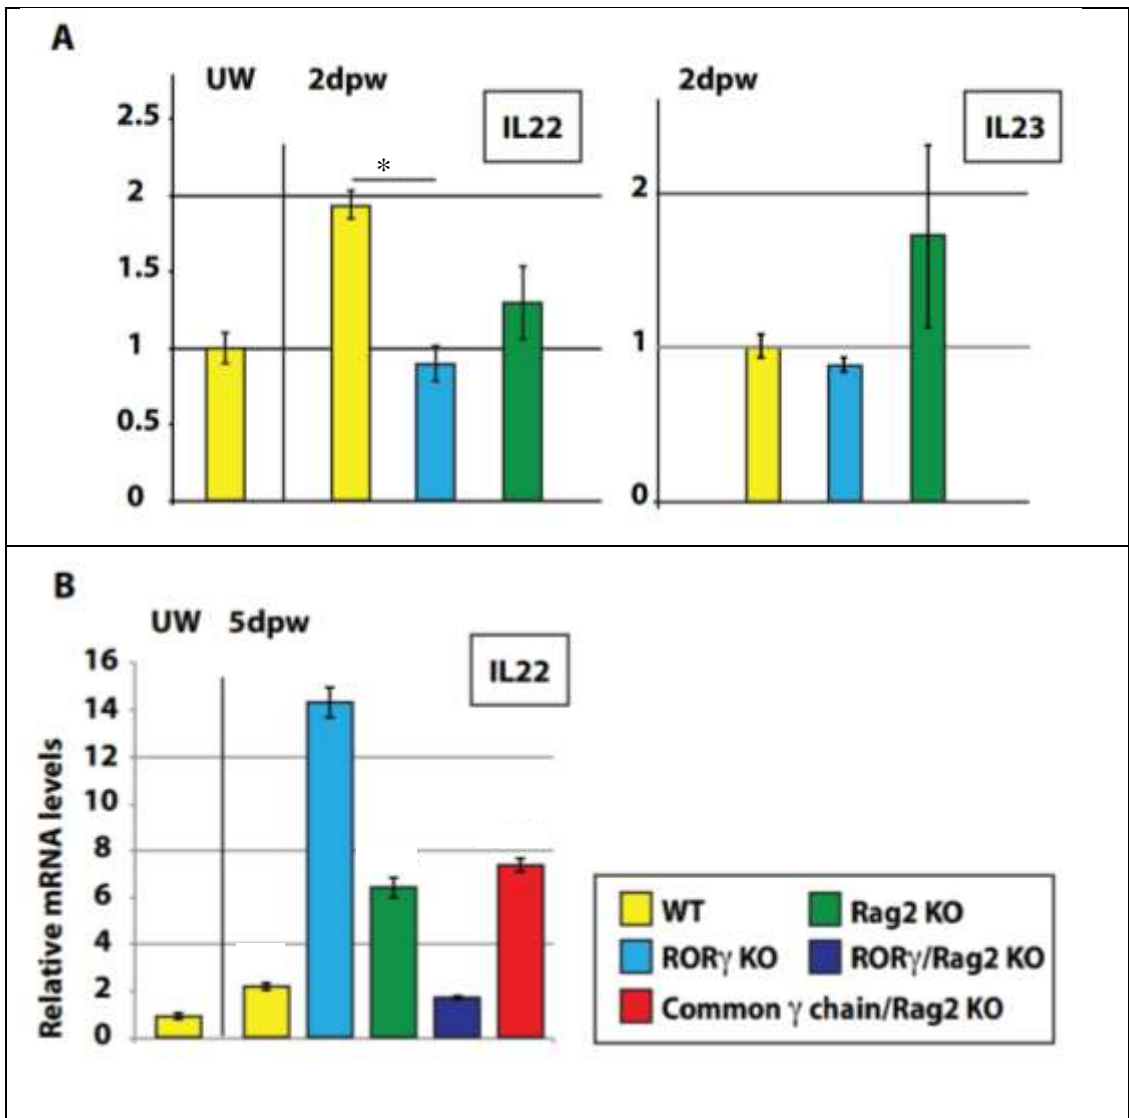 A
UW 2dpw
IL22
2.5
2
1.5
1
0.5
0
*
2dpw
IL23
2
1
0
B
UW 5dpw
IL22
Relative mRNA levels
16
14
12
10
8
6
4
2
0
WT
Rag2 KO
RORγ KO
RORγ/Rag2 KO
Common γ chain/Rag2 KO